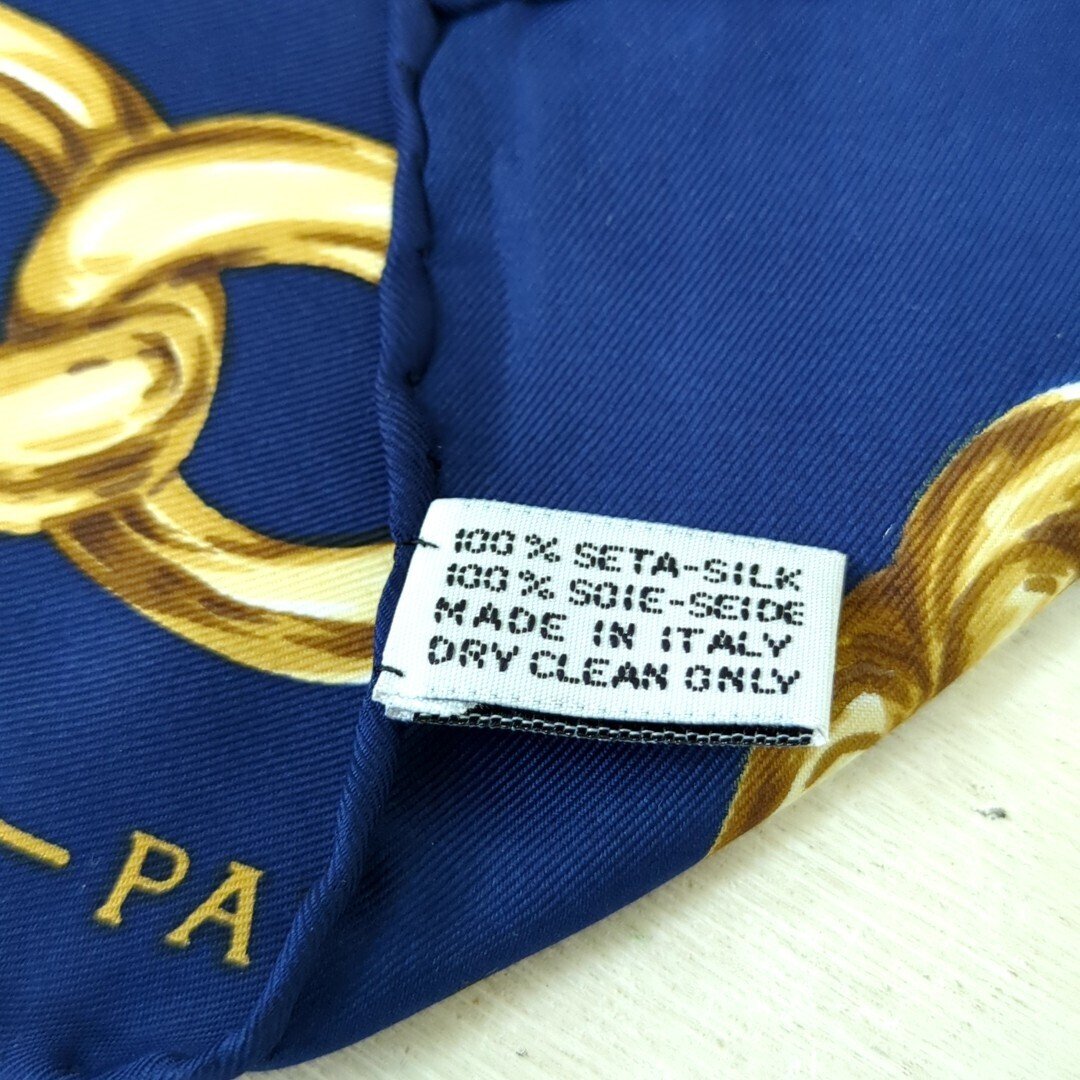 100% SETA-SILK
100% SOIE-SEIDE
MADE IN ITALY
DRY CLEAN ONLY
— PA